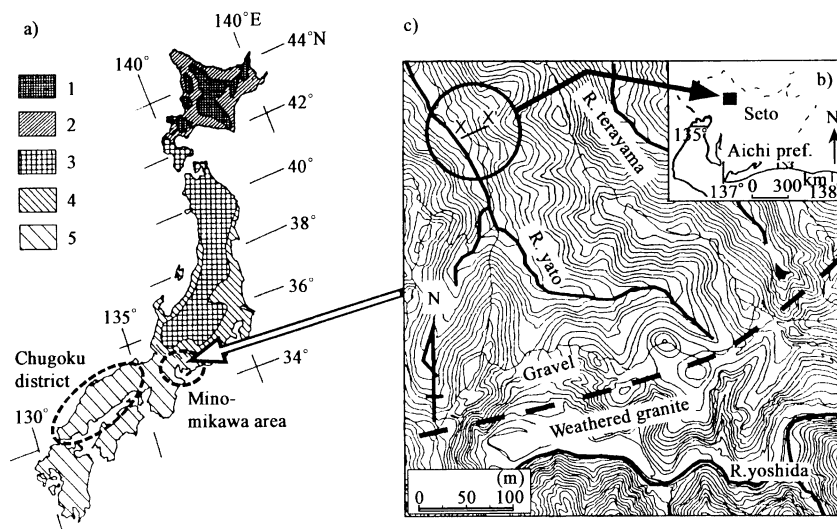 a)
140°E
140°
44°N
42°
40°
38°
36°
34°
135°
130°
1
2
3
4
5
Chugoku
district
Mino-
mikawa area
c)
b)
R. terayama
Seto
N
135°
Aichi pref.
137°
0 300
km
138°
X X'
R. yato
N
Gravel
Weathered granite
R.yoshida
(m)
0 50 100